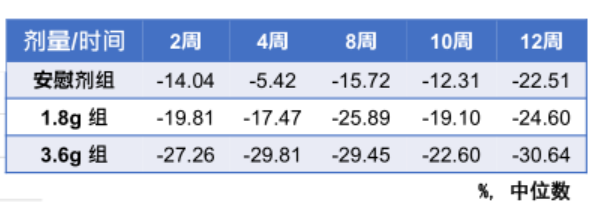 剂量/时间 2周 4周 8周 10周 12周
安慰剂组 -14.04 -5.42 -15.72 -12.31 -22.51
1.8g 组 -19.81 -17.47 -25.89 -19.10 -24.60
3.6g 组 -27.26 -29.81 -29.45 -22.60 -30.64
%, 中位数